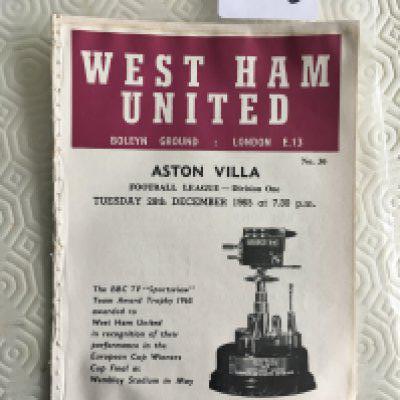 WEST HAM
UNITED
BOLEYN GROUND : LONDON E.13
No. 30
ASTON VILLA
FOOTBALL LEAGUE — Division One
TUESDAY 28th DECEMBER 1965 at 7.30 p.m.
The BBC TV "Sportsview"
Team Award Trophy 1965
awarded to
West Ham United
in recognition of their
performance in the
European Cup Winners
Cup Final at
Wembley Stadium in May